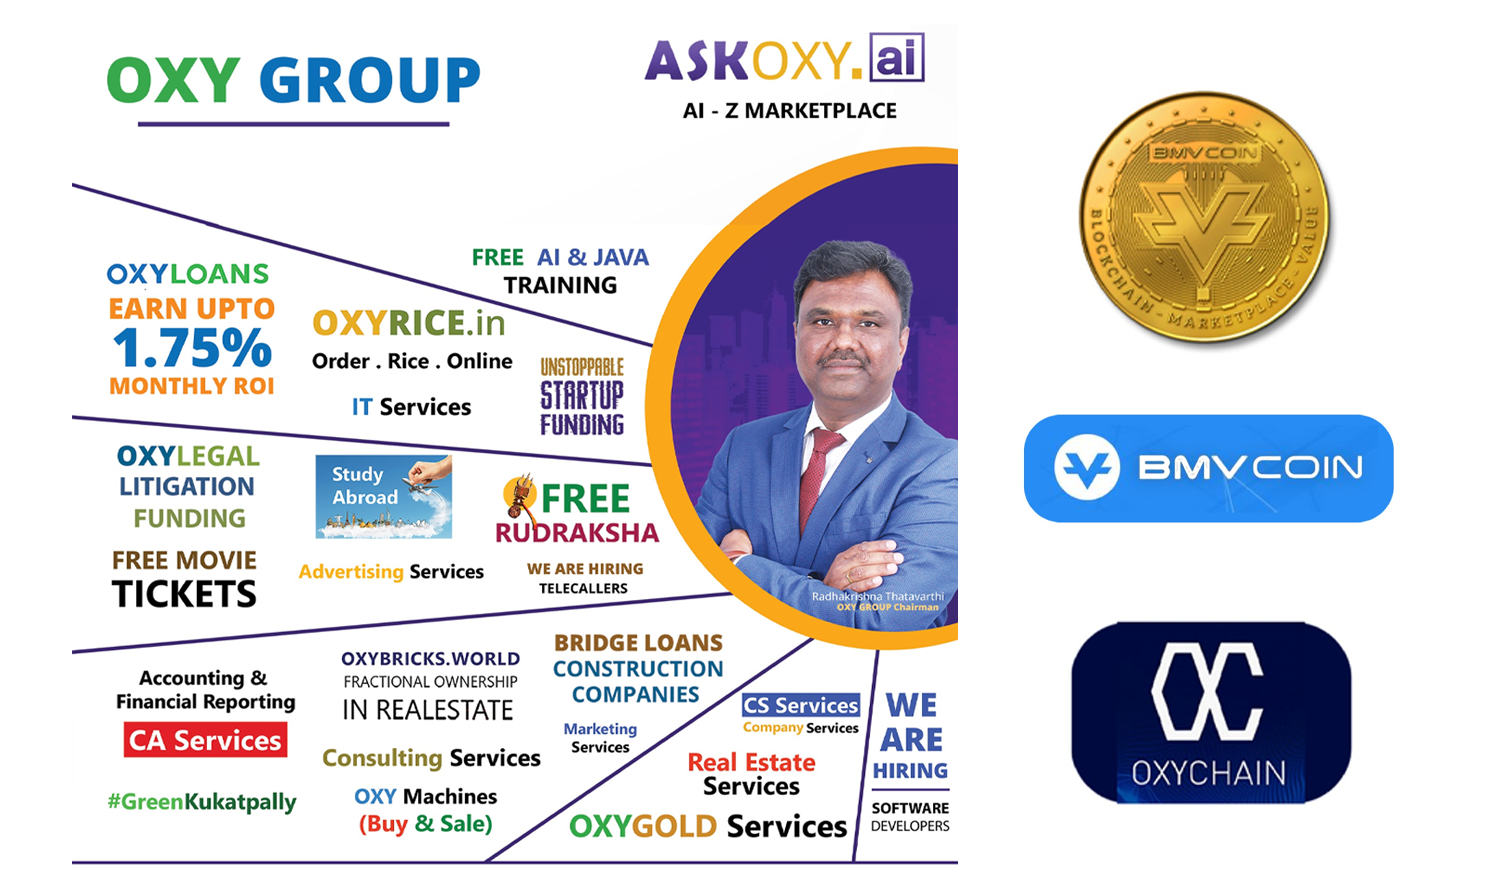 OXY GROUP
ASKOXY.ai
AI - Z MARKETPLACE
OXYLOANS
EARN UPTO
1.75%
MONTHLY ROI
FREE AI & JAVA
TRAINING
OXYRICE.in
Order . Rice . Online
IT Services
UNSTOPPABLE
STARTUP
FUNDING
OXYLEGAL
LITIGATION
FUNDING
FREE MOVIE
TICKETS
Study
Abroad
Advertising Services
FREE
RUDRAKSHA
WE ARE HIRING
TELECALLERS
Radhakrishna Thatavarthi
OXY GROUP Chairman
Accounting &
Financial Reporting
CA Services
#GreenKukatpally
OXYBRICKS.WORLD
FRACTIONAL OWNERSHIP
IN REALESTATE
Consulting Services
OXY Machines
(Buy & Sale)
BRIDGE LOANS
CONSTRUCTION
COMPANIES
Marketing
Services
CS Services
Company Services
Real Estate
Services
OXYGOLD Services
WE
ARE
HIRING
SOFTWARE
DEVELOPERS
BMVCOIN
BLOCKCHAIN - MARKETPLACE - VALUE
BMVCOIN
OXYCHAIN